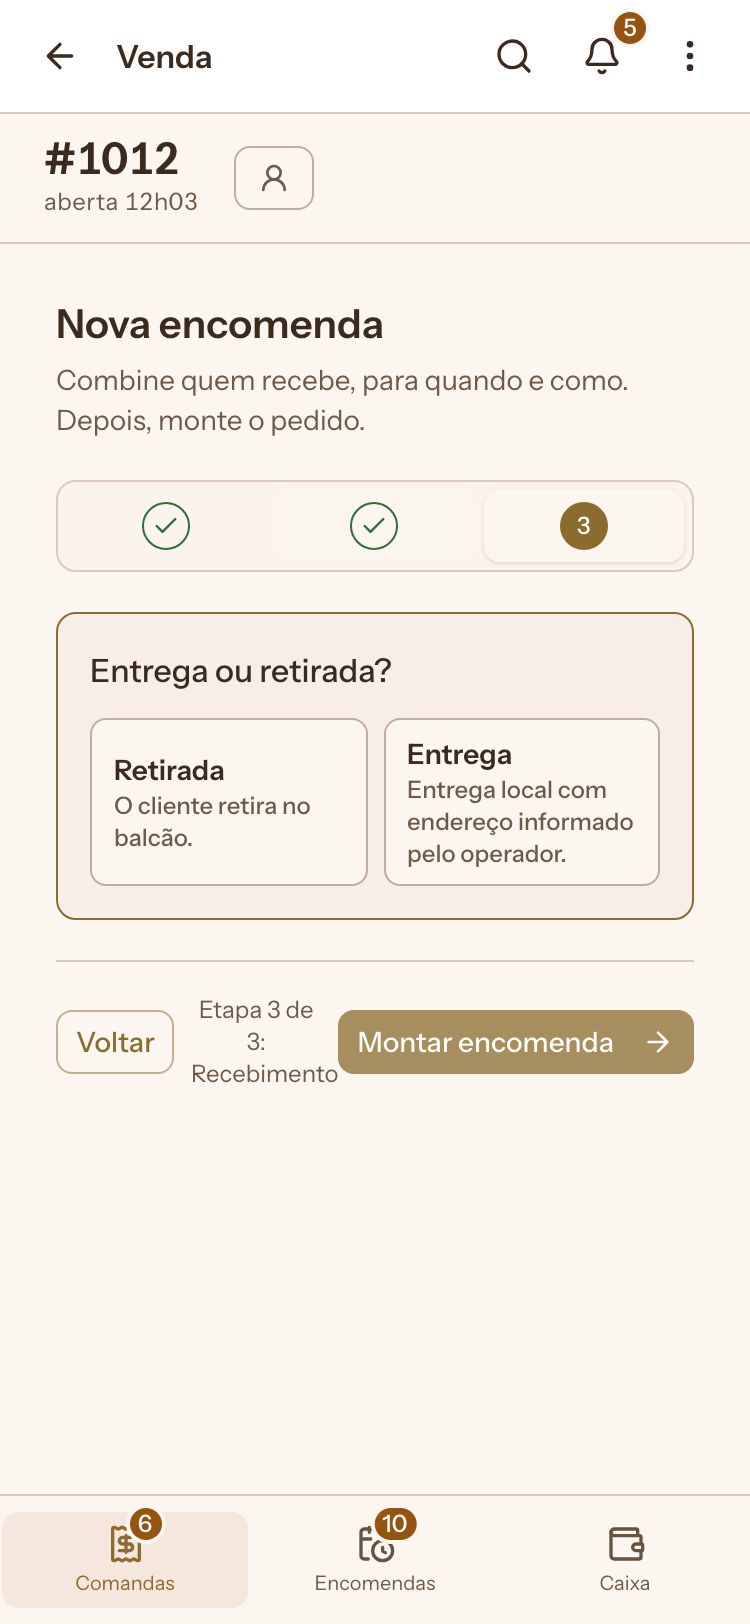 Venda
5
#1012
aberta 12h03
Nova encomenda
Combine quem recebe, para quando e como.
Depois, monte o pedido.
3
Entrega ou retirada?
Retirada
O cliente retira no
balcão.
Entrega
Entrega local com
endereço informado
pelo operador.
Voltar
Etapa 3 de
3:
Recebimento
Montar encomenda
6
Comandas
10
Encomendas
Caixa